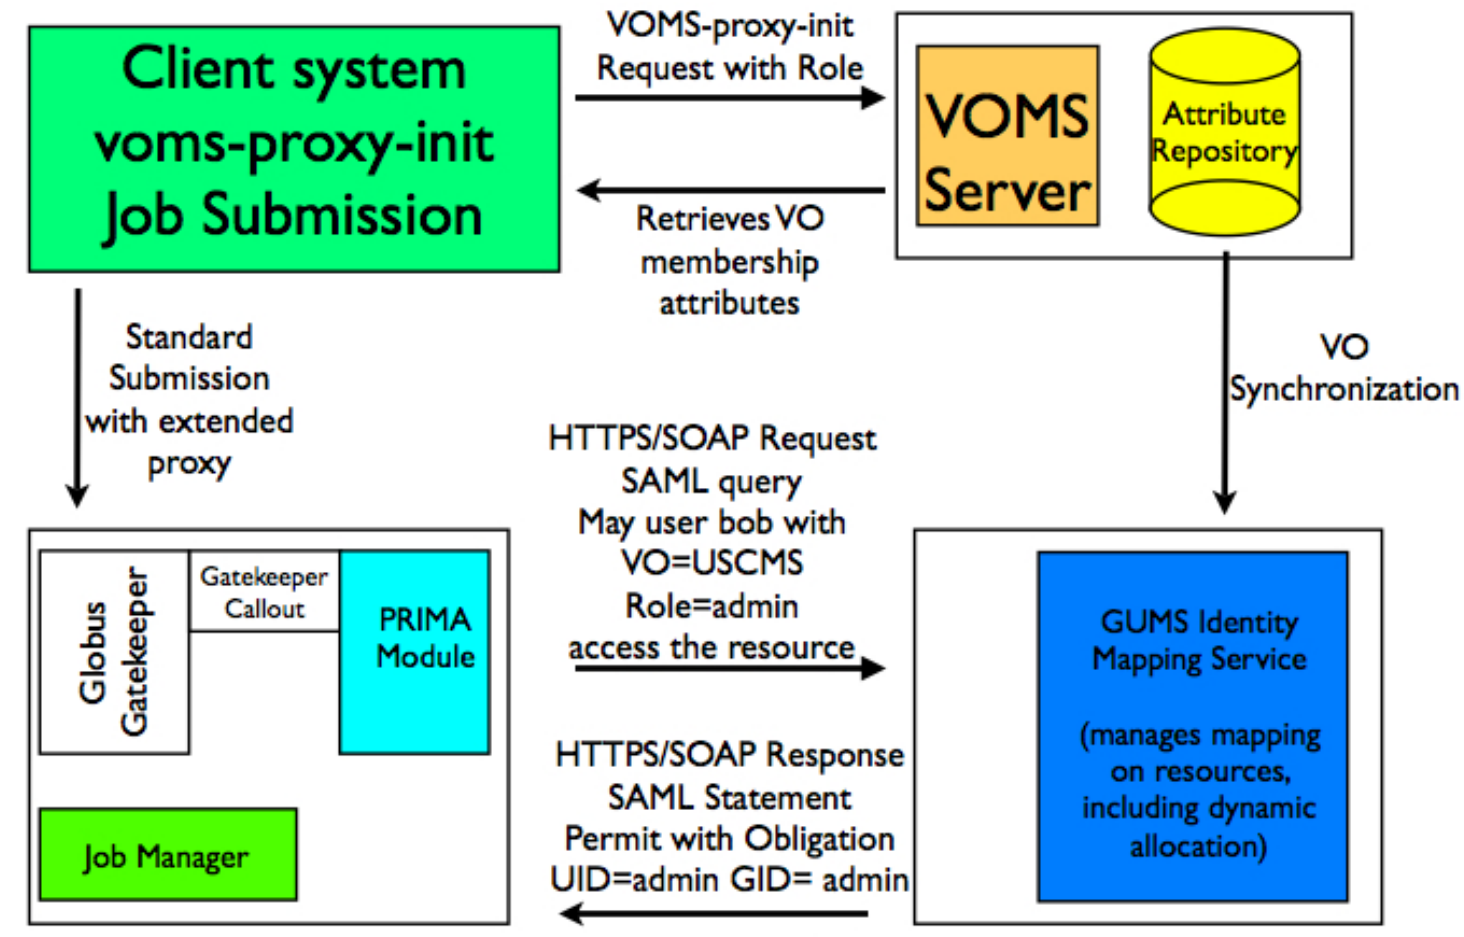 Client system
voms-proxy-init
Job Submission
VOMS-proxy-init
Request with Role
VOMS
Server
Attribute
Repository
Retrieves VO
membership
attributes
Standard
Submission
with extended
proxy
VO
Synchronization
HTTPS/SOAP Request
SAML query
May user bob with
VO=USCMS
Role=admin
access the resource
Globus
Gatekeeper
Gatekeeper
Callout
PRIMA
Module
Job Manager
HTTPS/SOAP Response
SAML Statement
Permit with Obligation
UID=admin GID= admin
GUMS Identity
Mapping Service
(manages mapping
on resources,
including dynamic
allocation)